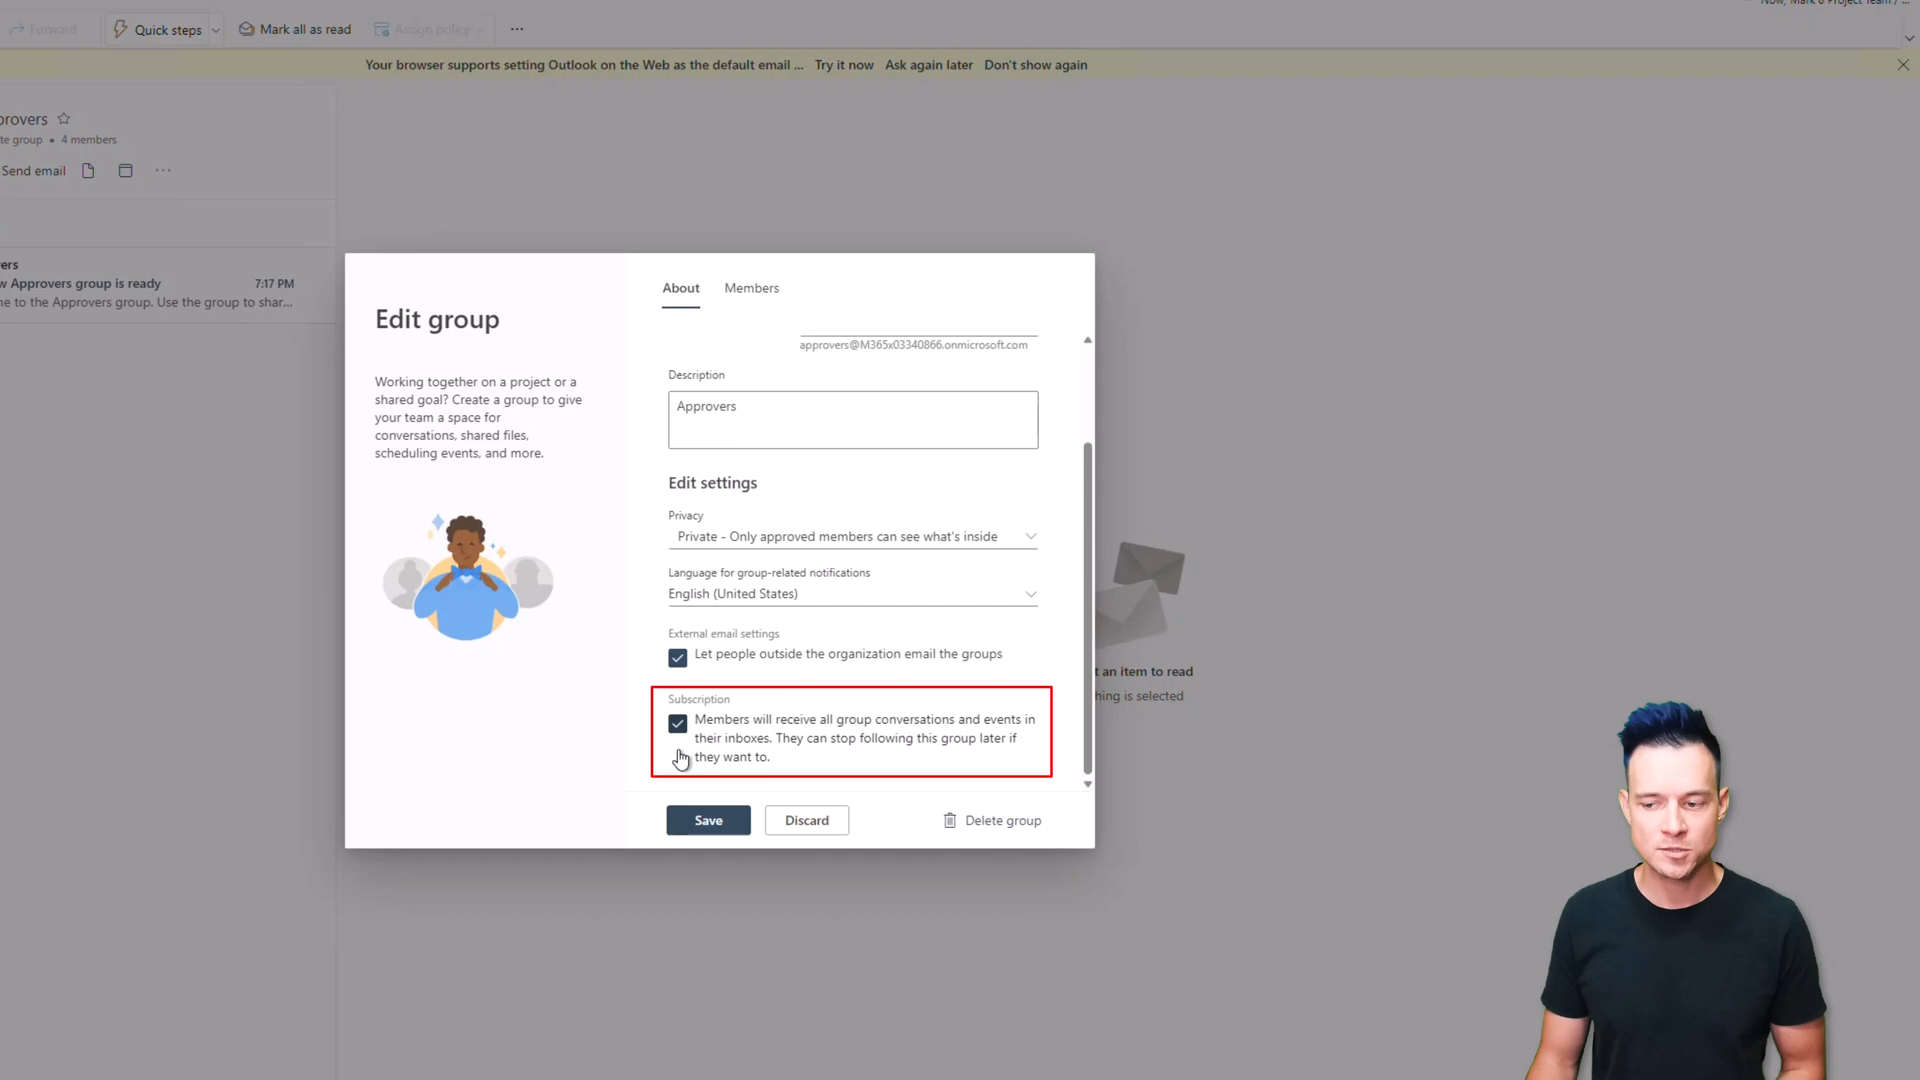 Now, Mark 8 Project Team / ...
Forward
Quick steps
Mark all as read
Assign policy
Your browser supports setting Outlook on the Web as the default email ... Try it now Ask again later Don't show again
provers
te group • 4 members
Send email
ers
w Approvers group is ready 7:17 PM
ne to the Approvers group. Use the group to shar...
Edit group
Working together on a project or a
shared goal? Create a group to give
your team a space for
conversations, shared files,
scheduling events, and more.
About Members
approvers@M365x03340866.onmicrosoft.com
Description
Approvers
Edit settings
Privacy
Private - Only approved members can see what's inside
Language for group-related notifications
English (United States)
External email settings
Let people outside the organization email the groups
Subscription
Members will receive all group conversations and events in
their inboxes. They can stop following this group later if
they want to.
Save Discard Delete group
t an item to read
hing is selected